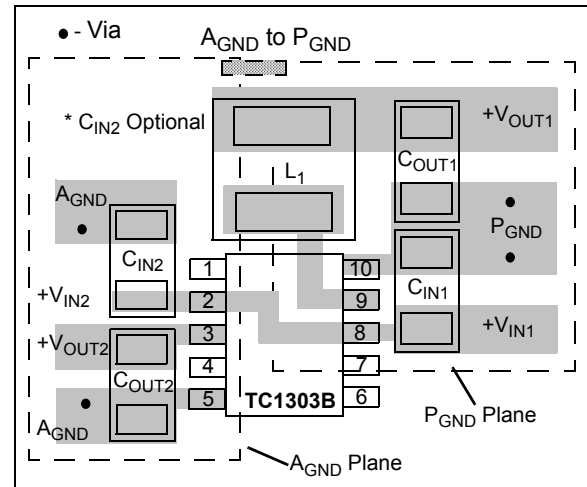 ● - Via
AGND to PGND
* CIN2 Optional
+VOUT1
COUT1
L1
AGND
PGND
CIN2
1
10
CIN1
+VIN2
2
9
+VIN1
3
8
+VOUT2
4
7
COUT2
5
TC1303B
6
AGND
PGND Plane
AGND Plane